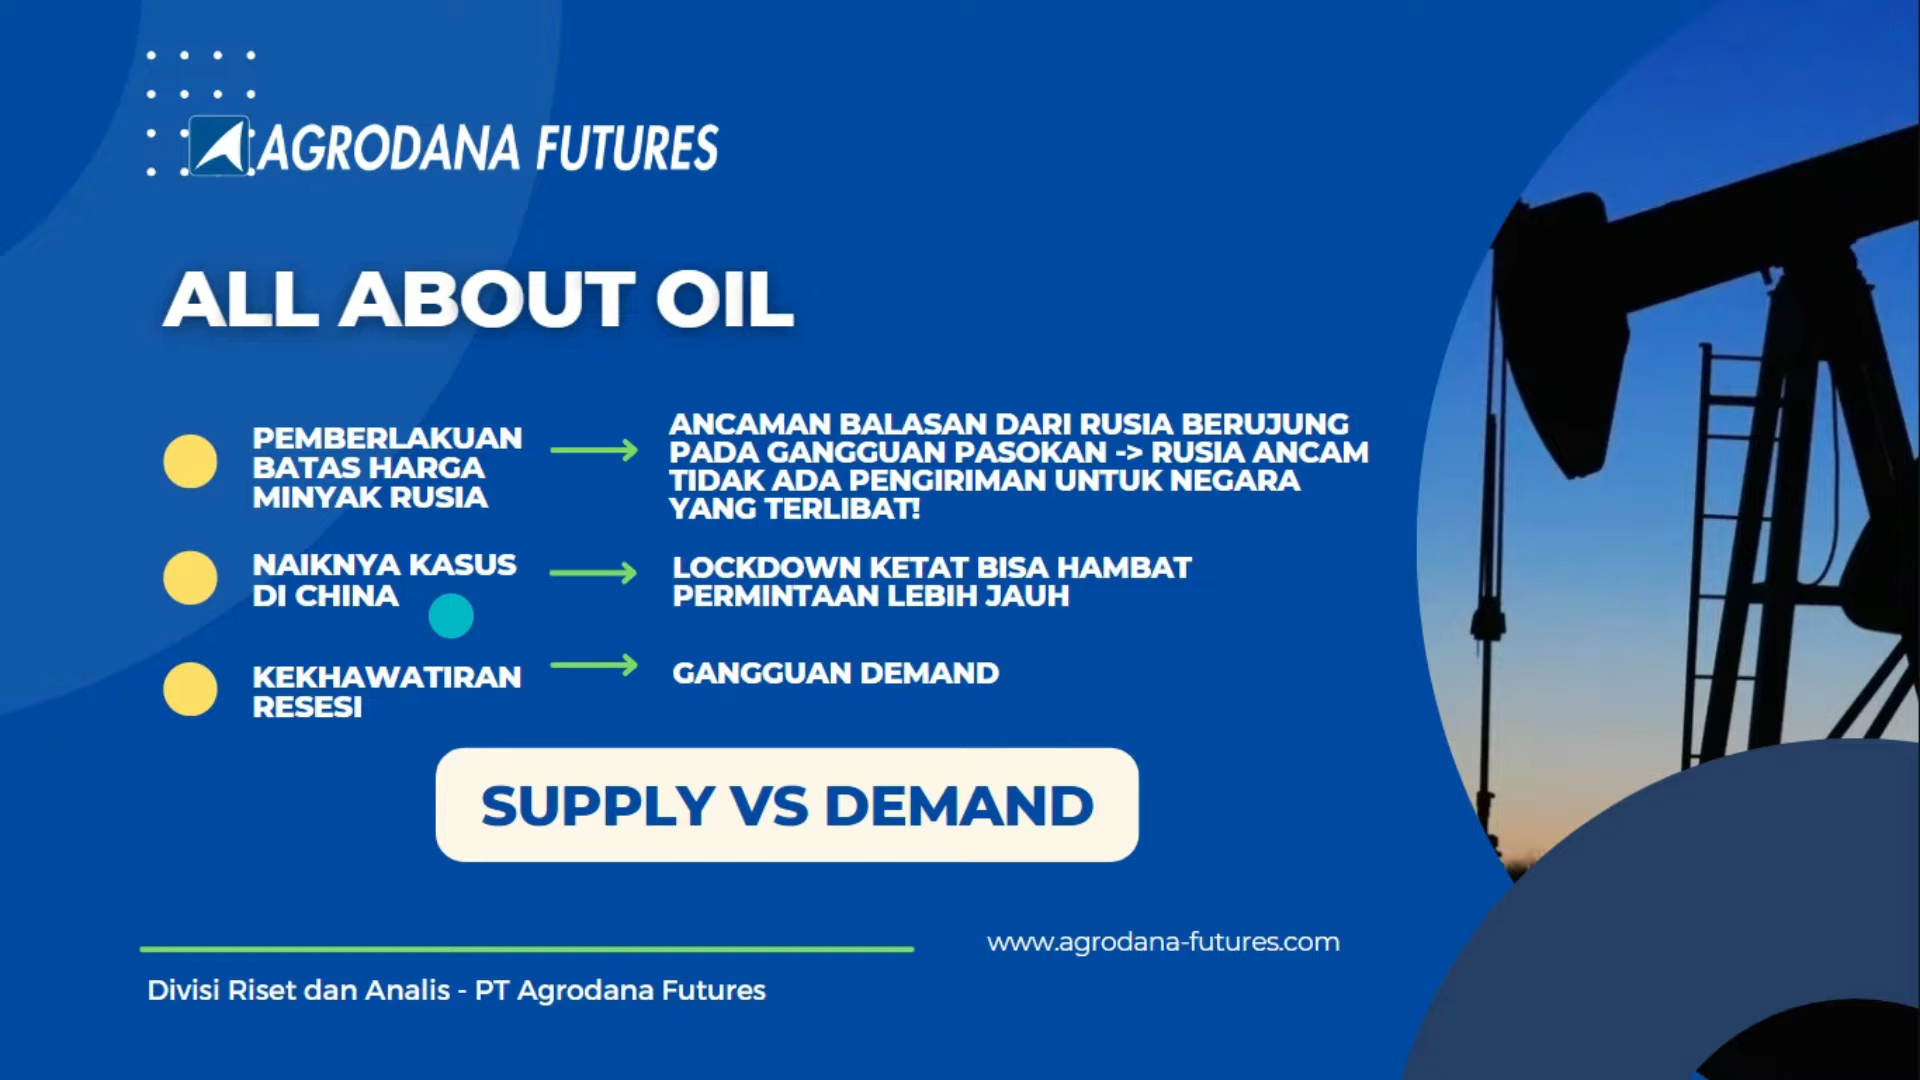 AGRODANA FUTURES
ALL ABOUT OIL
PEMBERLAKUAN
BATAS HARGA
MINYAK RUSIA
ANCAMAN BALASAN DARI RUSIA BERUJUNG
PADA GANGGUAN PASOKAN -> RUSIA ANCAM
TIDAK ADA PENGIRIMAN UNTUK NEGARA
YANG TERLIBAT!
NAIKNYA KASUS
DI CHINA
LOCKDOWN KETAT BISA HAMBAT
PERMINTAAN LEBIH JAUH
KEKHAWATIRAN
RESESI
GANGGUAN DEMAND
SUPPLY VS DEMAND
www.agrodana-futures.com
Divisi Riset dan Analis - PT Agrodana Futures